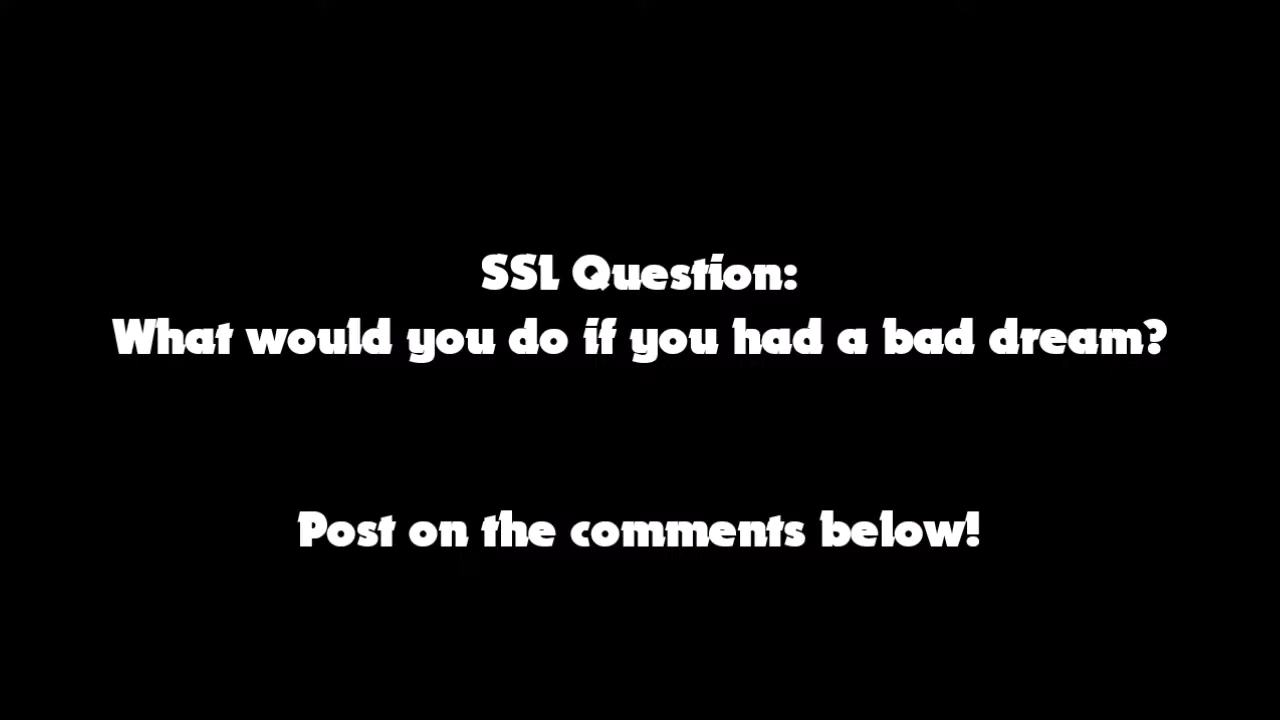 SSL Question:
What would you do if you had a bad dream?
Post on the comments below!